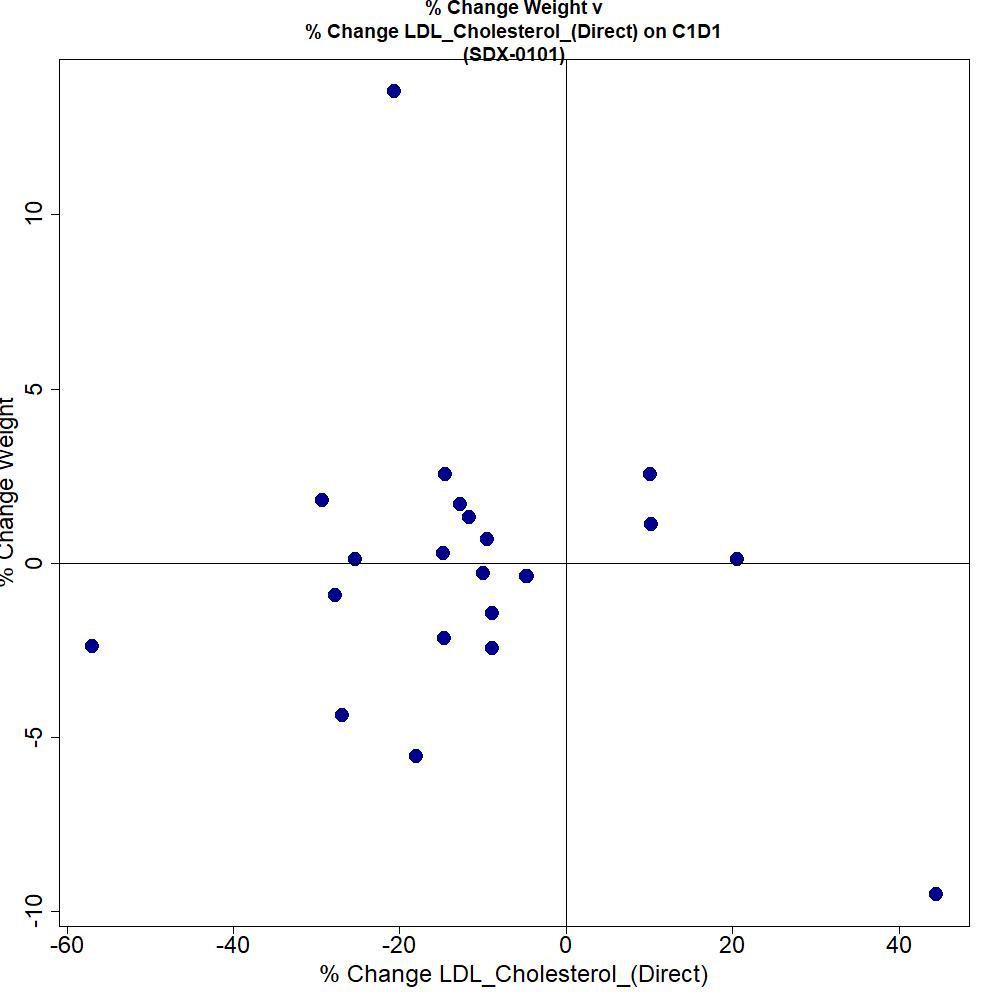 % Change Weight v
% Change LDL_Cholesterol_(Direct) on C1D1
(SDX-0101)
10
5
0
-5
-10
% Change Weight
-60
-40
-20
0
20
40
% Change LDL_Cholesterol_(Direct)